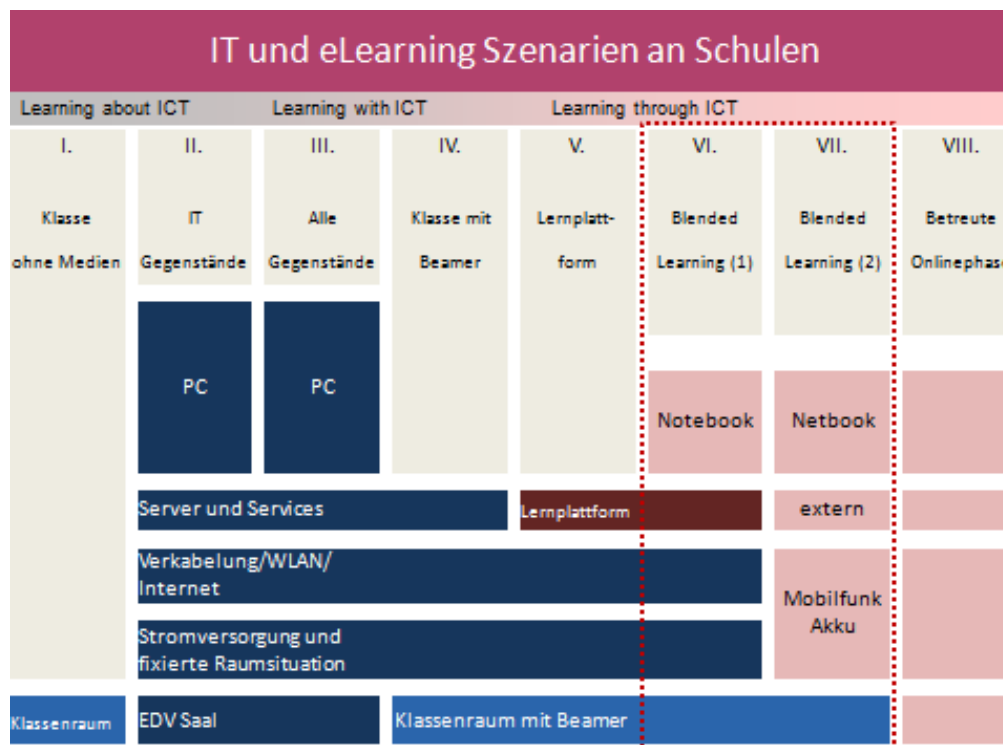 IT und eLearning Szenarien an Schulen
Learning about ICT
Learning with ICT
Learning through ICT
I.
Klasse
ohne Medien
II.
IT
Gegenstände
III.
Alle
Gegenstände
IV.
Klasse mit
Beamer
V.
Lernplatt-
form
VI.
Blended
Learning (1)
VII.
Blended
Learning (2)
VIII.
Betreute
Onlinephase
PC
PC
Notebook
Netbook
Server und Services
Lernplattform
extern
Verkabelung/WLAN/
Internet
Mobilfunk
Akku
Stromversorgung und
fixierte Raumsituation
Klassenraum
EDV Saal
Klassenraum mit Beamer